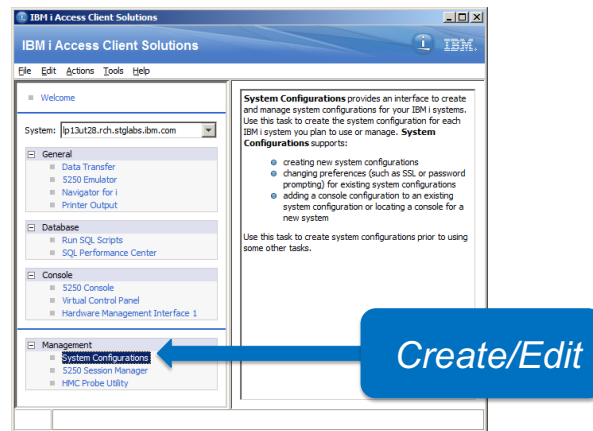 IBM i Access Client Solutions
IBM i Access Client Solutions
IBM.
File Edit Actions Tools Help
Welcome
System: lp13ut28.rch.stglabs.ibm.com
General
Data Transfer
5250 Emulator
Navigator for i
Printer Output
Database
Run SQL Scripts
SQL Performance Center
Console
5250 Console
Virtual Control Panel
Hardware Management Interface 1
Management
System Configurations
5250 Session Manager
HMC Probe Utility
System Configurations provides an interface to create
and manage system configurations for your IBM i systems.
Use this task to create the system configuration for each
IBM i system you plan to use or manage. System
Configurations supports:
creating new system configurations
changing preferences (such as SSL or password
prompting) for existing system configurations
adding a console configuration to an existing
system configuration or locating a console for a
new system
Use this task to create system configurations prior to using
some other tasks.
Create/Edit